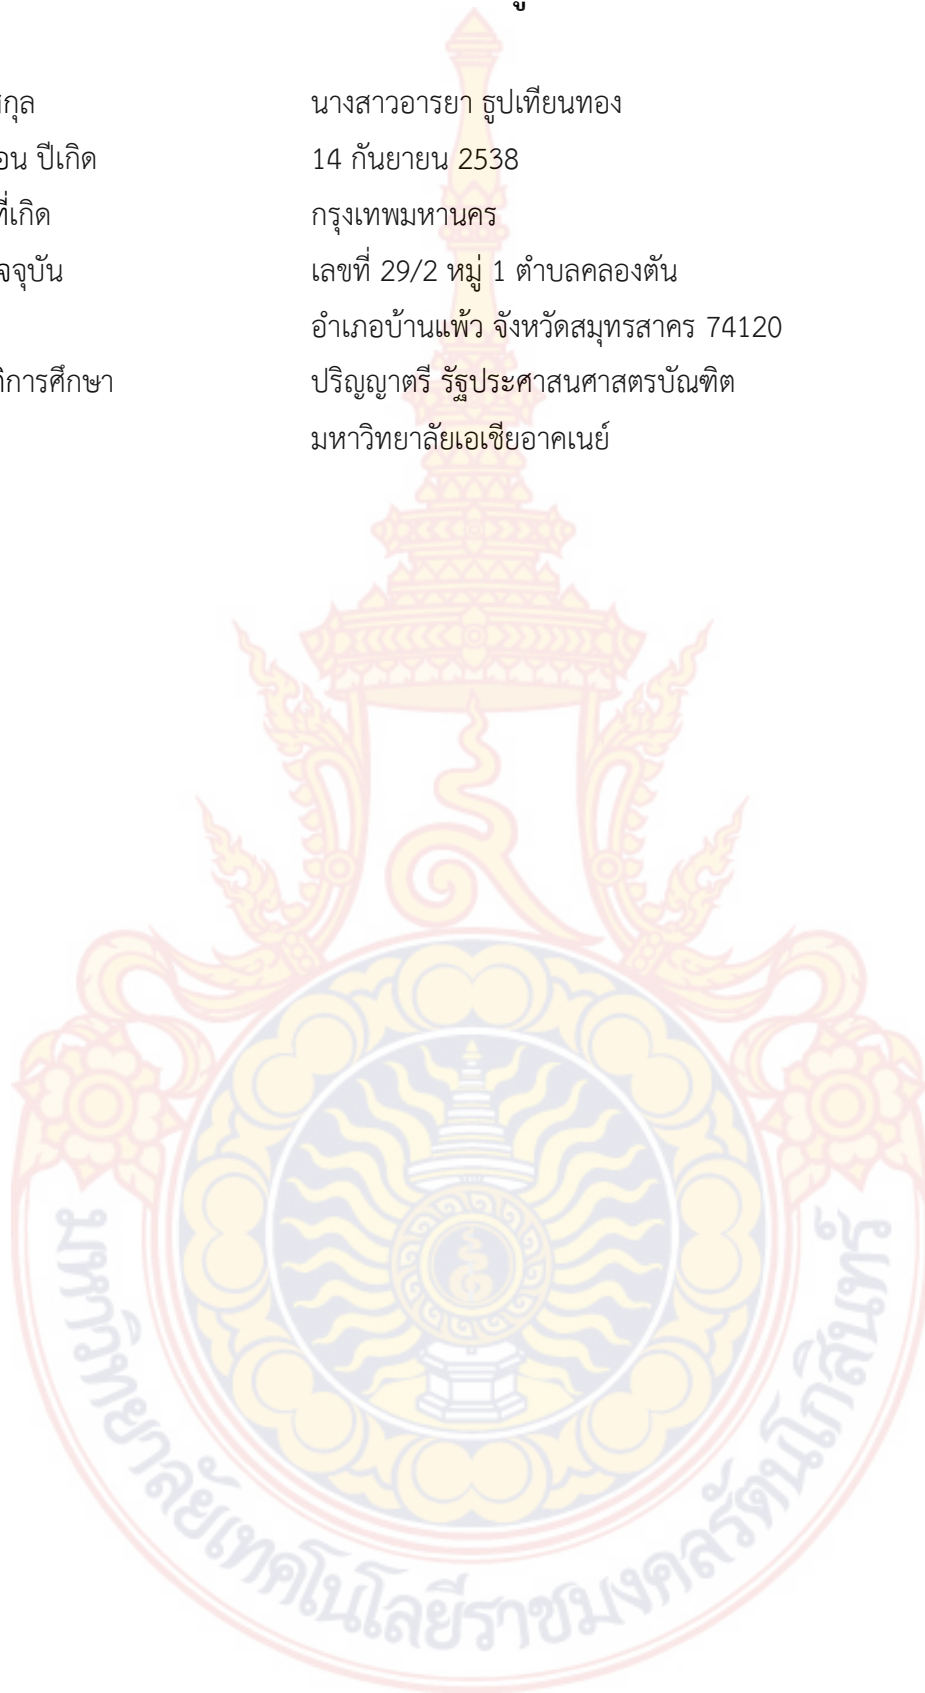 สกุล นางสาวอารยา ธูปเทียนทอง
อน ปีเกิด 14 กันยายน 2538
ที่เกิด กรุงเทพมหานคร
จจุบัน เลขที่ 29/2 หมู่ 1 ตำบลคลองตัน
อำเภอบ้านแพ้ว จังหวัดสมุทรสาคร 74120
ติการศึกษา ปริญญาตรี รัฐประศาสนศาสตรบัณฑิต
มหาวิทยาลัยเอเชียอาคเนย์
มหาวิทยาลัยเทคโนโลยีราชมงคลรัตนโกสินทร์